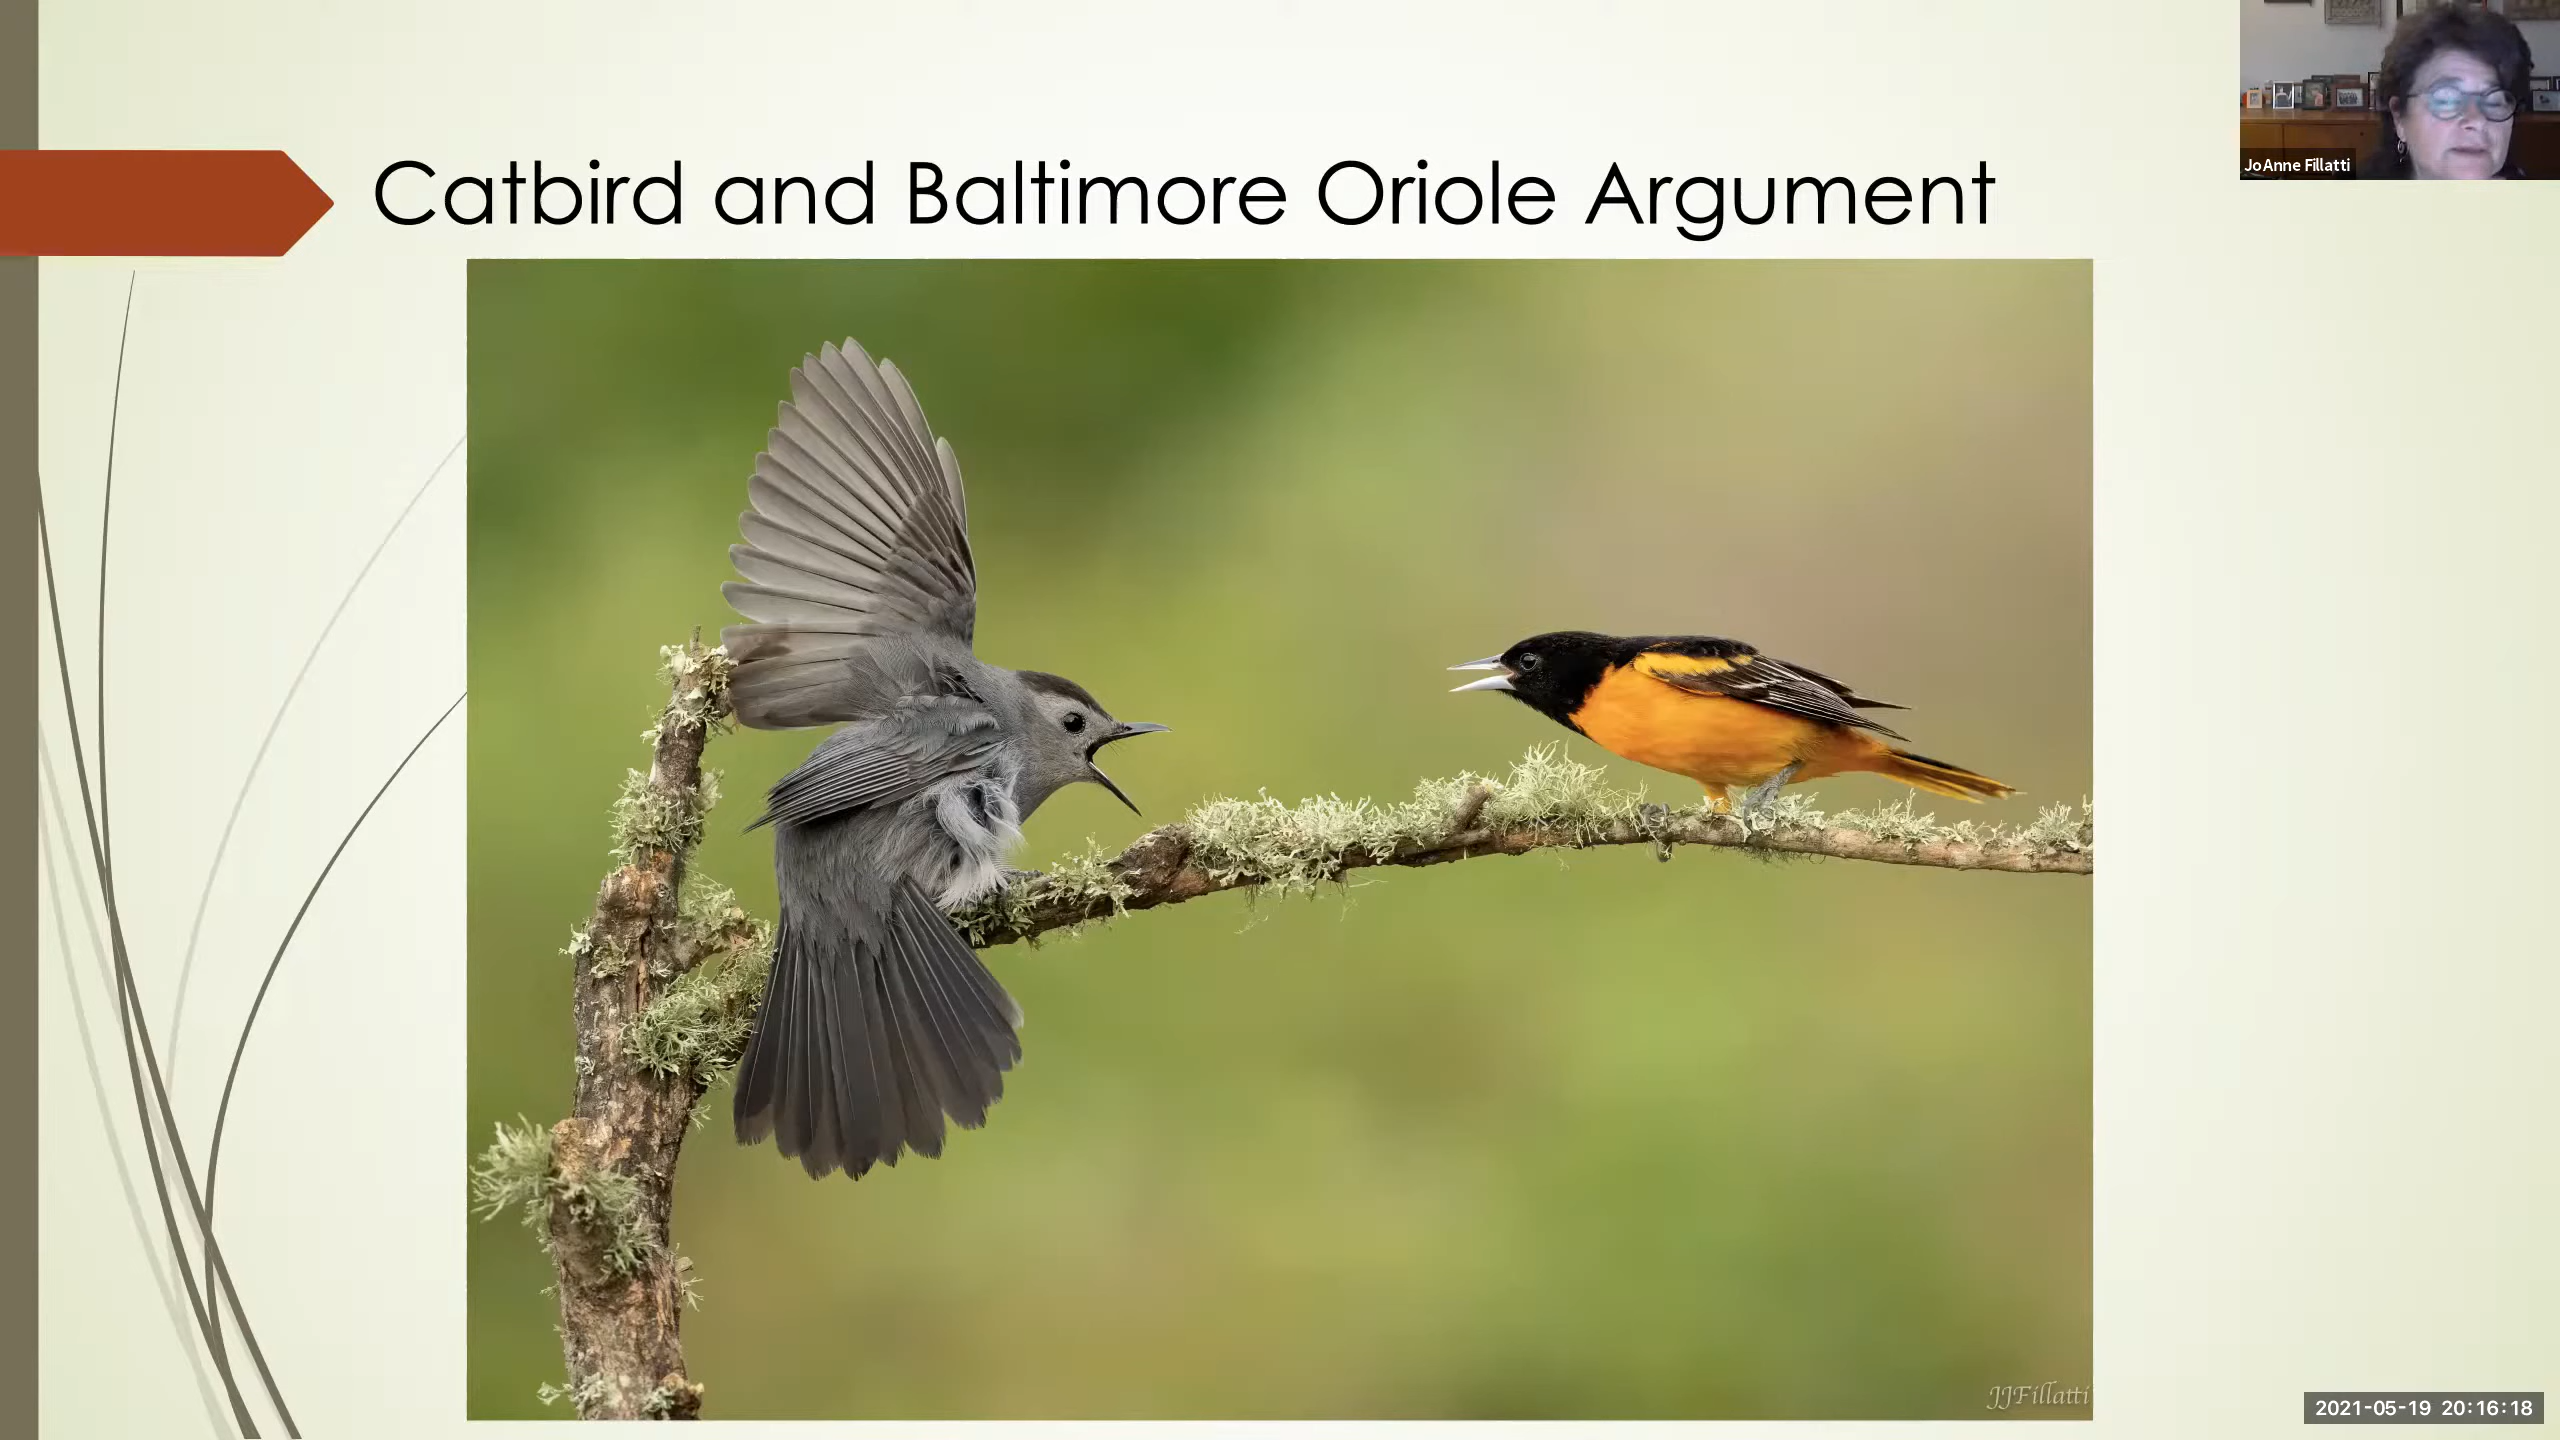 Catbird and Baltimore Oriole Argument
JoAnne Fillatti
JJFillatti
2021-05-19 20:16:18